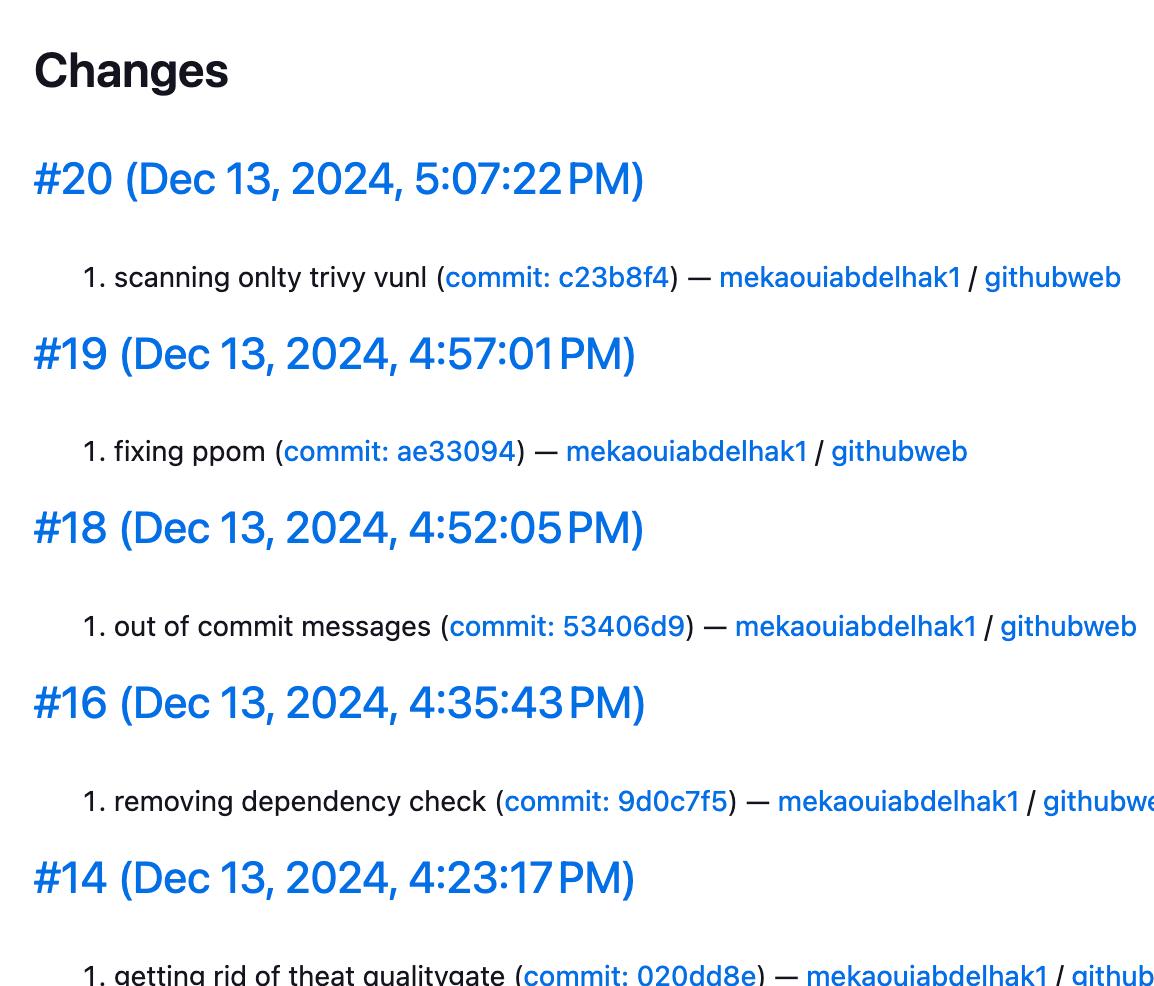 Changes
#20 (Dec 13, 2024, 5:07:22 PM)
1. scanning onlty trivy vunl (commit: c23b8f4) — mekaouiabdelhak1 / githubweb
#19 (Dec 13, 2024, 4:57:01 PM)
1. fixing ppom (commit: ae33094) — mekaouiabdelhak1 / githubweb
#18 (Dec 13, 2024, 4:52:05 PM)
1. out of commit messages (commit: 53406d9) — mekaouiabdelhak1 / githubweb
#16 (Dec 13, 2024, 4:35:43 PM)
1. removing dependency check (commit: 9d0c7f5) — mekaouiabdelhak1 / githubwe
#14 (Dec 13, 2024, 4:23:17 PM)
1. getting rid of theat qualitygate (commit: 020dd8e) — mekaouiabdelhak1 / github